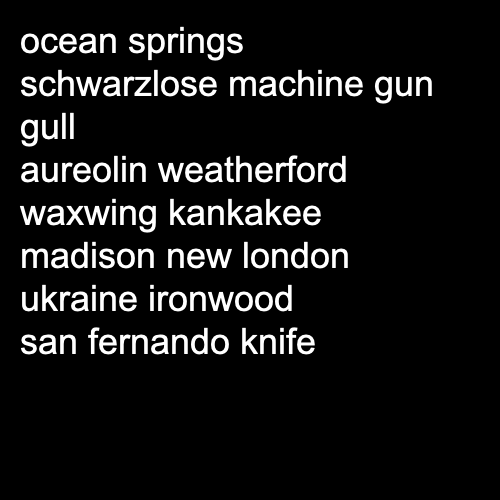 ocean springs
schwarzlose machine gun
gull
aureolin weatherford
waxwing kankakee
madison new london
ukraine ironwood
san fernando knife